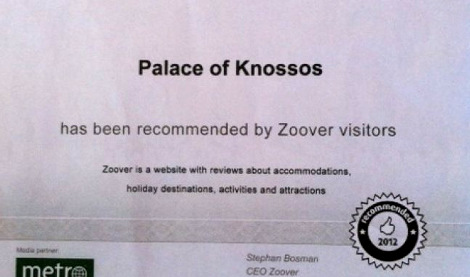 Palace of Knossos
has been recommended by Zoover visitors
Zoover is a website with reviews about accommodations,
holiday destinations, activities and attractions
recommended
2012
Media partner:
metro
Stephan Bosman
CEO Zoover